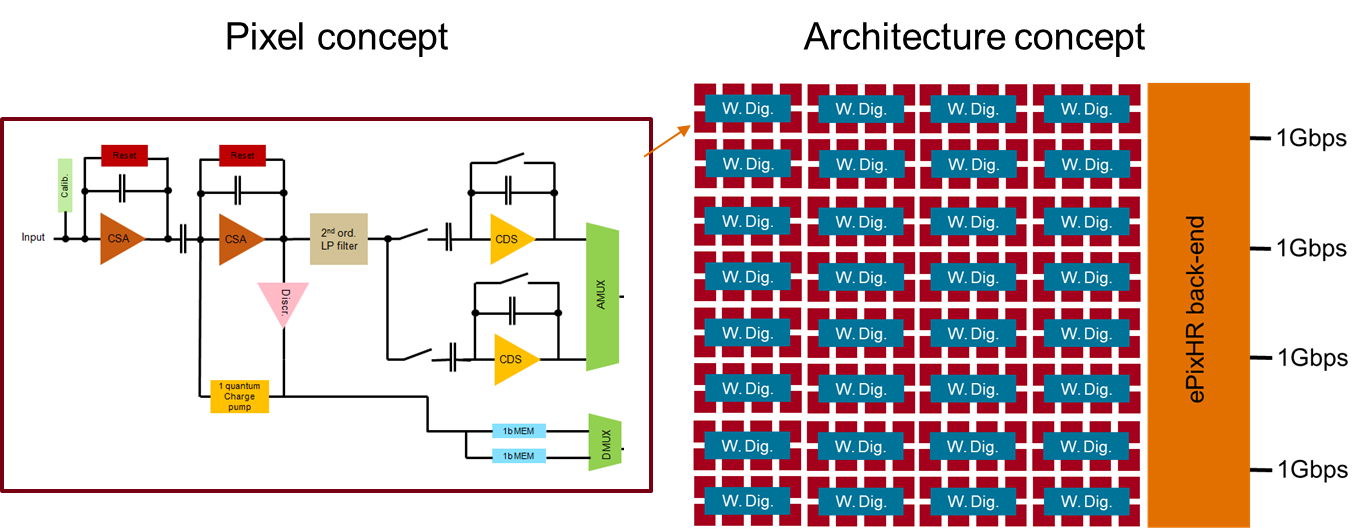 Pixel concept
Architecture concept
Reset
Reset
Calib.
Input
CSA
CSA
2nd ord.
LP filter
CDS
Discr.
CDS
AMUX
1 quantum
Charge
pump
1b MEM
1b MEM
DMUX
W. Dig. W. Dig. W. Dig. W. Dig.
W. Dig. W. Dig. W. Dig. W. Dig.
W. Dig. W. Dig. W. Dig. W. Dig.
W. Dig. W. Dig. W. Dig. W. Dig.
W. Dig. W. Dig. W. Dig. W. Dig.
W. Dig. W. Dig. W. Dig. W. Dig.
W. Dig. W. Dig. W. Dig. W. Dig.
W. Dig. W. Dig. W. Dig. W. Dig.
ePixHR back-end
1Gbps
1Gbps
1Gbps
1Gbps